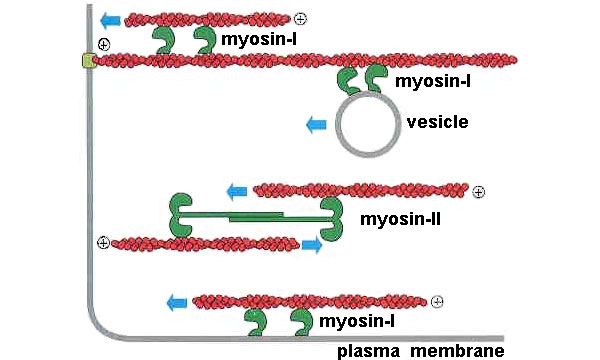 ⊕
⊕
myosin-I
myosin-I
vesicle
⊕
myosin-II
⊕
⊕
myosin-I
plasma membrane